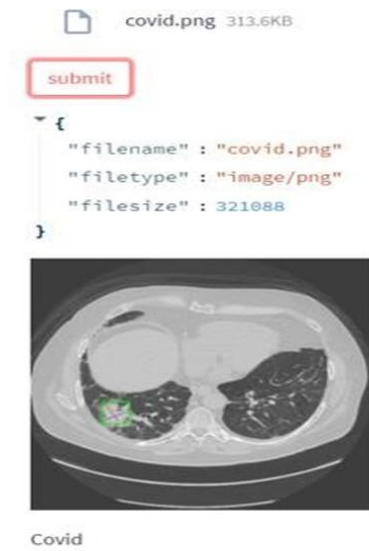 covid.png 313.6KB
submit
{
"filename" : "covid.png"
"filetype" : "image/png"
"filesize" : 321088
}
Covid